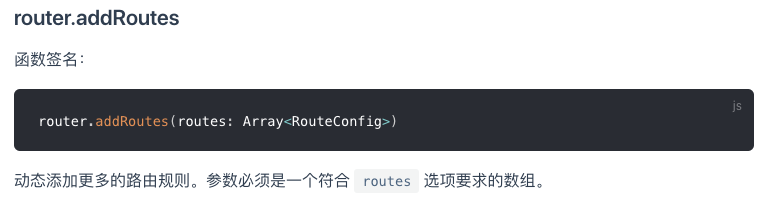 router.addRoutes
函数签名：
js
router.addRoutes(routes: Array<RouteConfig>)
动态添加更多的路由规则。参数必须是一个符合 routes 选项要求的数组。